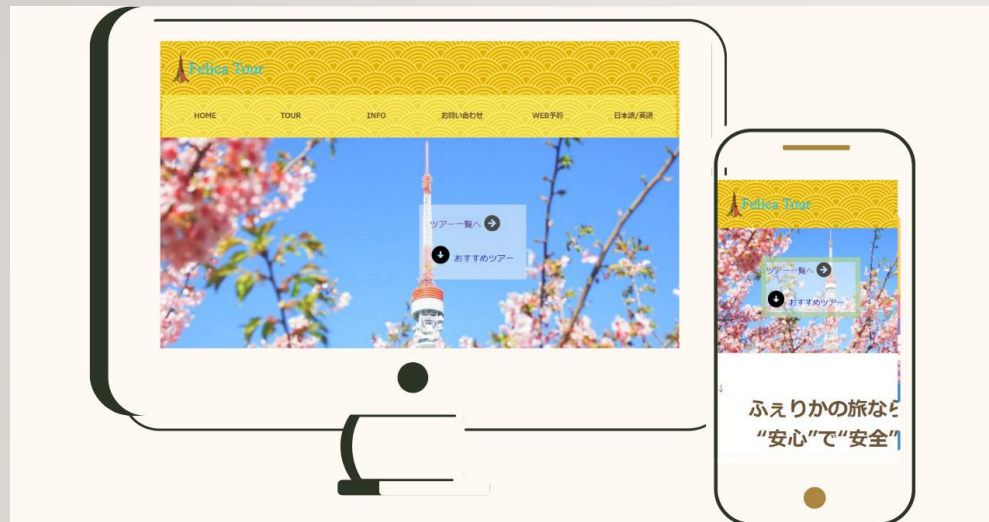 Felica Tour
HOME TOUR INFO お問い合わせ WEB予約 日本語/英語
ツアー一覧へ
おすすめツアー
Felica Tour
ツアー一覧へ
おすすめツアー
ふぇりかの旅なら
“安心”で“安全”